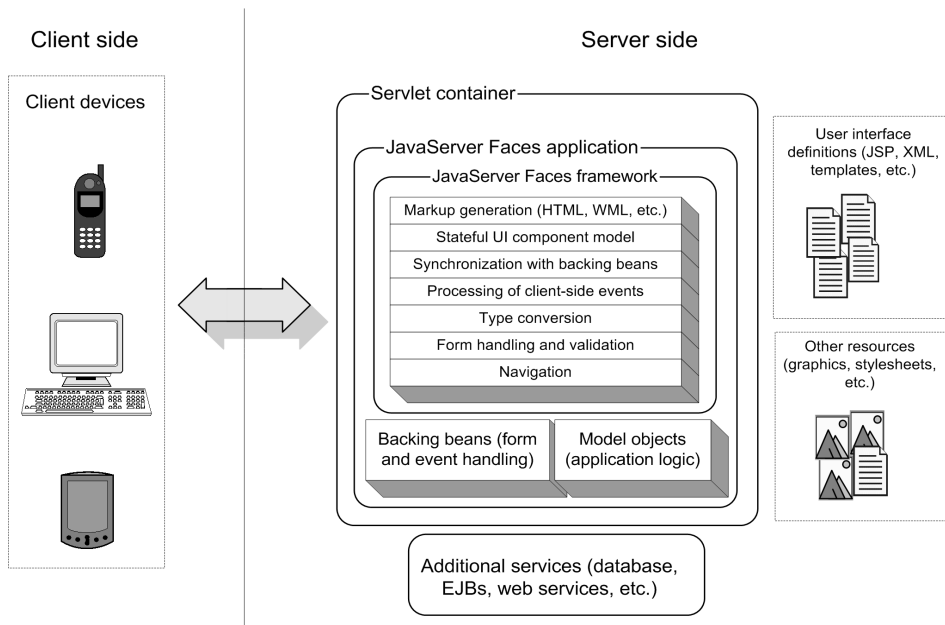 Client side
Client devices
Server side
Servlet container
JavaServer Faces application
JavaServer Faces framework
Markup generation (HTML, WML, etc.)
Stateful UI component model
Synchronization with backing beans
Processing of client-side events
Type conversion
Form handling and validation
Navigation
Backing beans (form
and event handling)
Model objects
(application logic)
Additional services (database,
EJBs, web services, etc.)
User interface
definitions (JSP, XML,
templates, etc.)
Other resources
(graphics, stylesheets,
etc.)